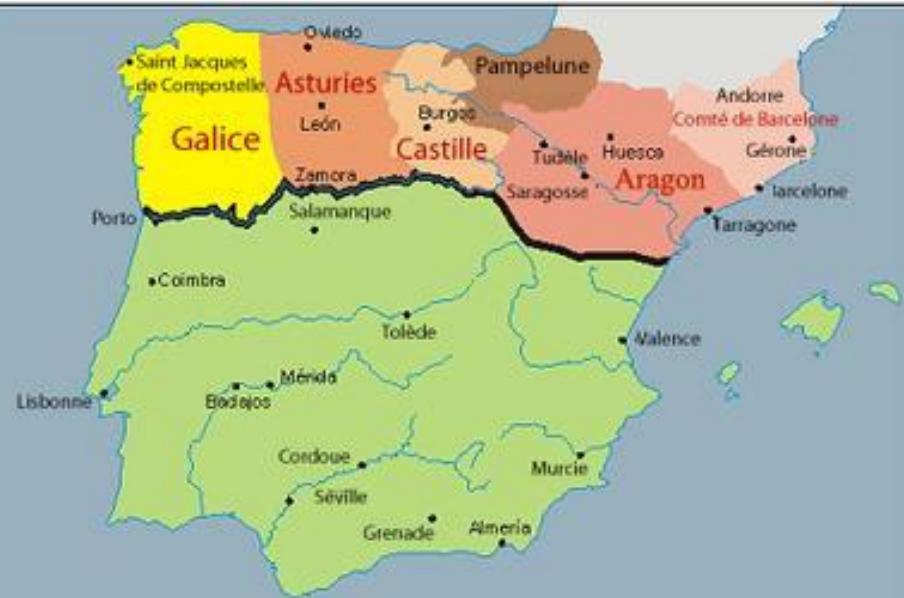 Oviedo
Saint Jacques
de Compostelle
Asturies
Pampelune
Andorre
Comté de Barcelone
León
Burgos
Galice
Castille
Tudèle
Huesca
Gérone
Zamora
Saragosse
Aragon
Iarcelone
Porto
Salamanque
Tarragone
Coimbra
Tolède
Valence
Lisbonne
Badajos
Mérida
Cordoue
Murcie
Séville
Grenade
Almería